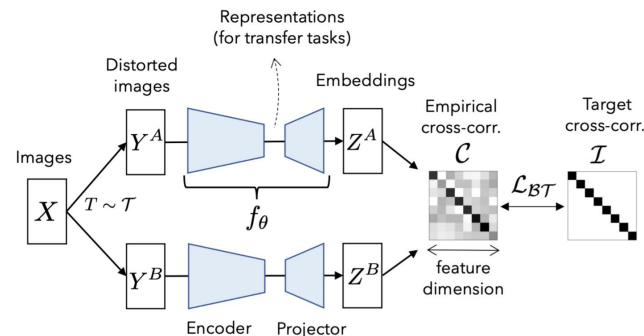 Representations
(for transfer tasks)
Distorted
images
Embeddings
Empirical
cross-corr.
Target
cross-corr.
Images
Y^A
Z^A
C
I
X
T ~ T
f_θ
L_BT
Y^B
Z^B
feature
dimension
Encoder
Projector